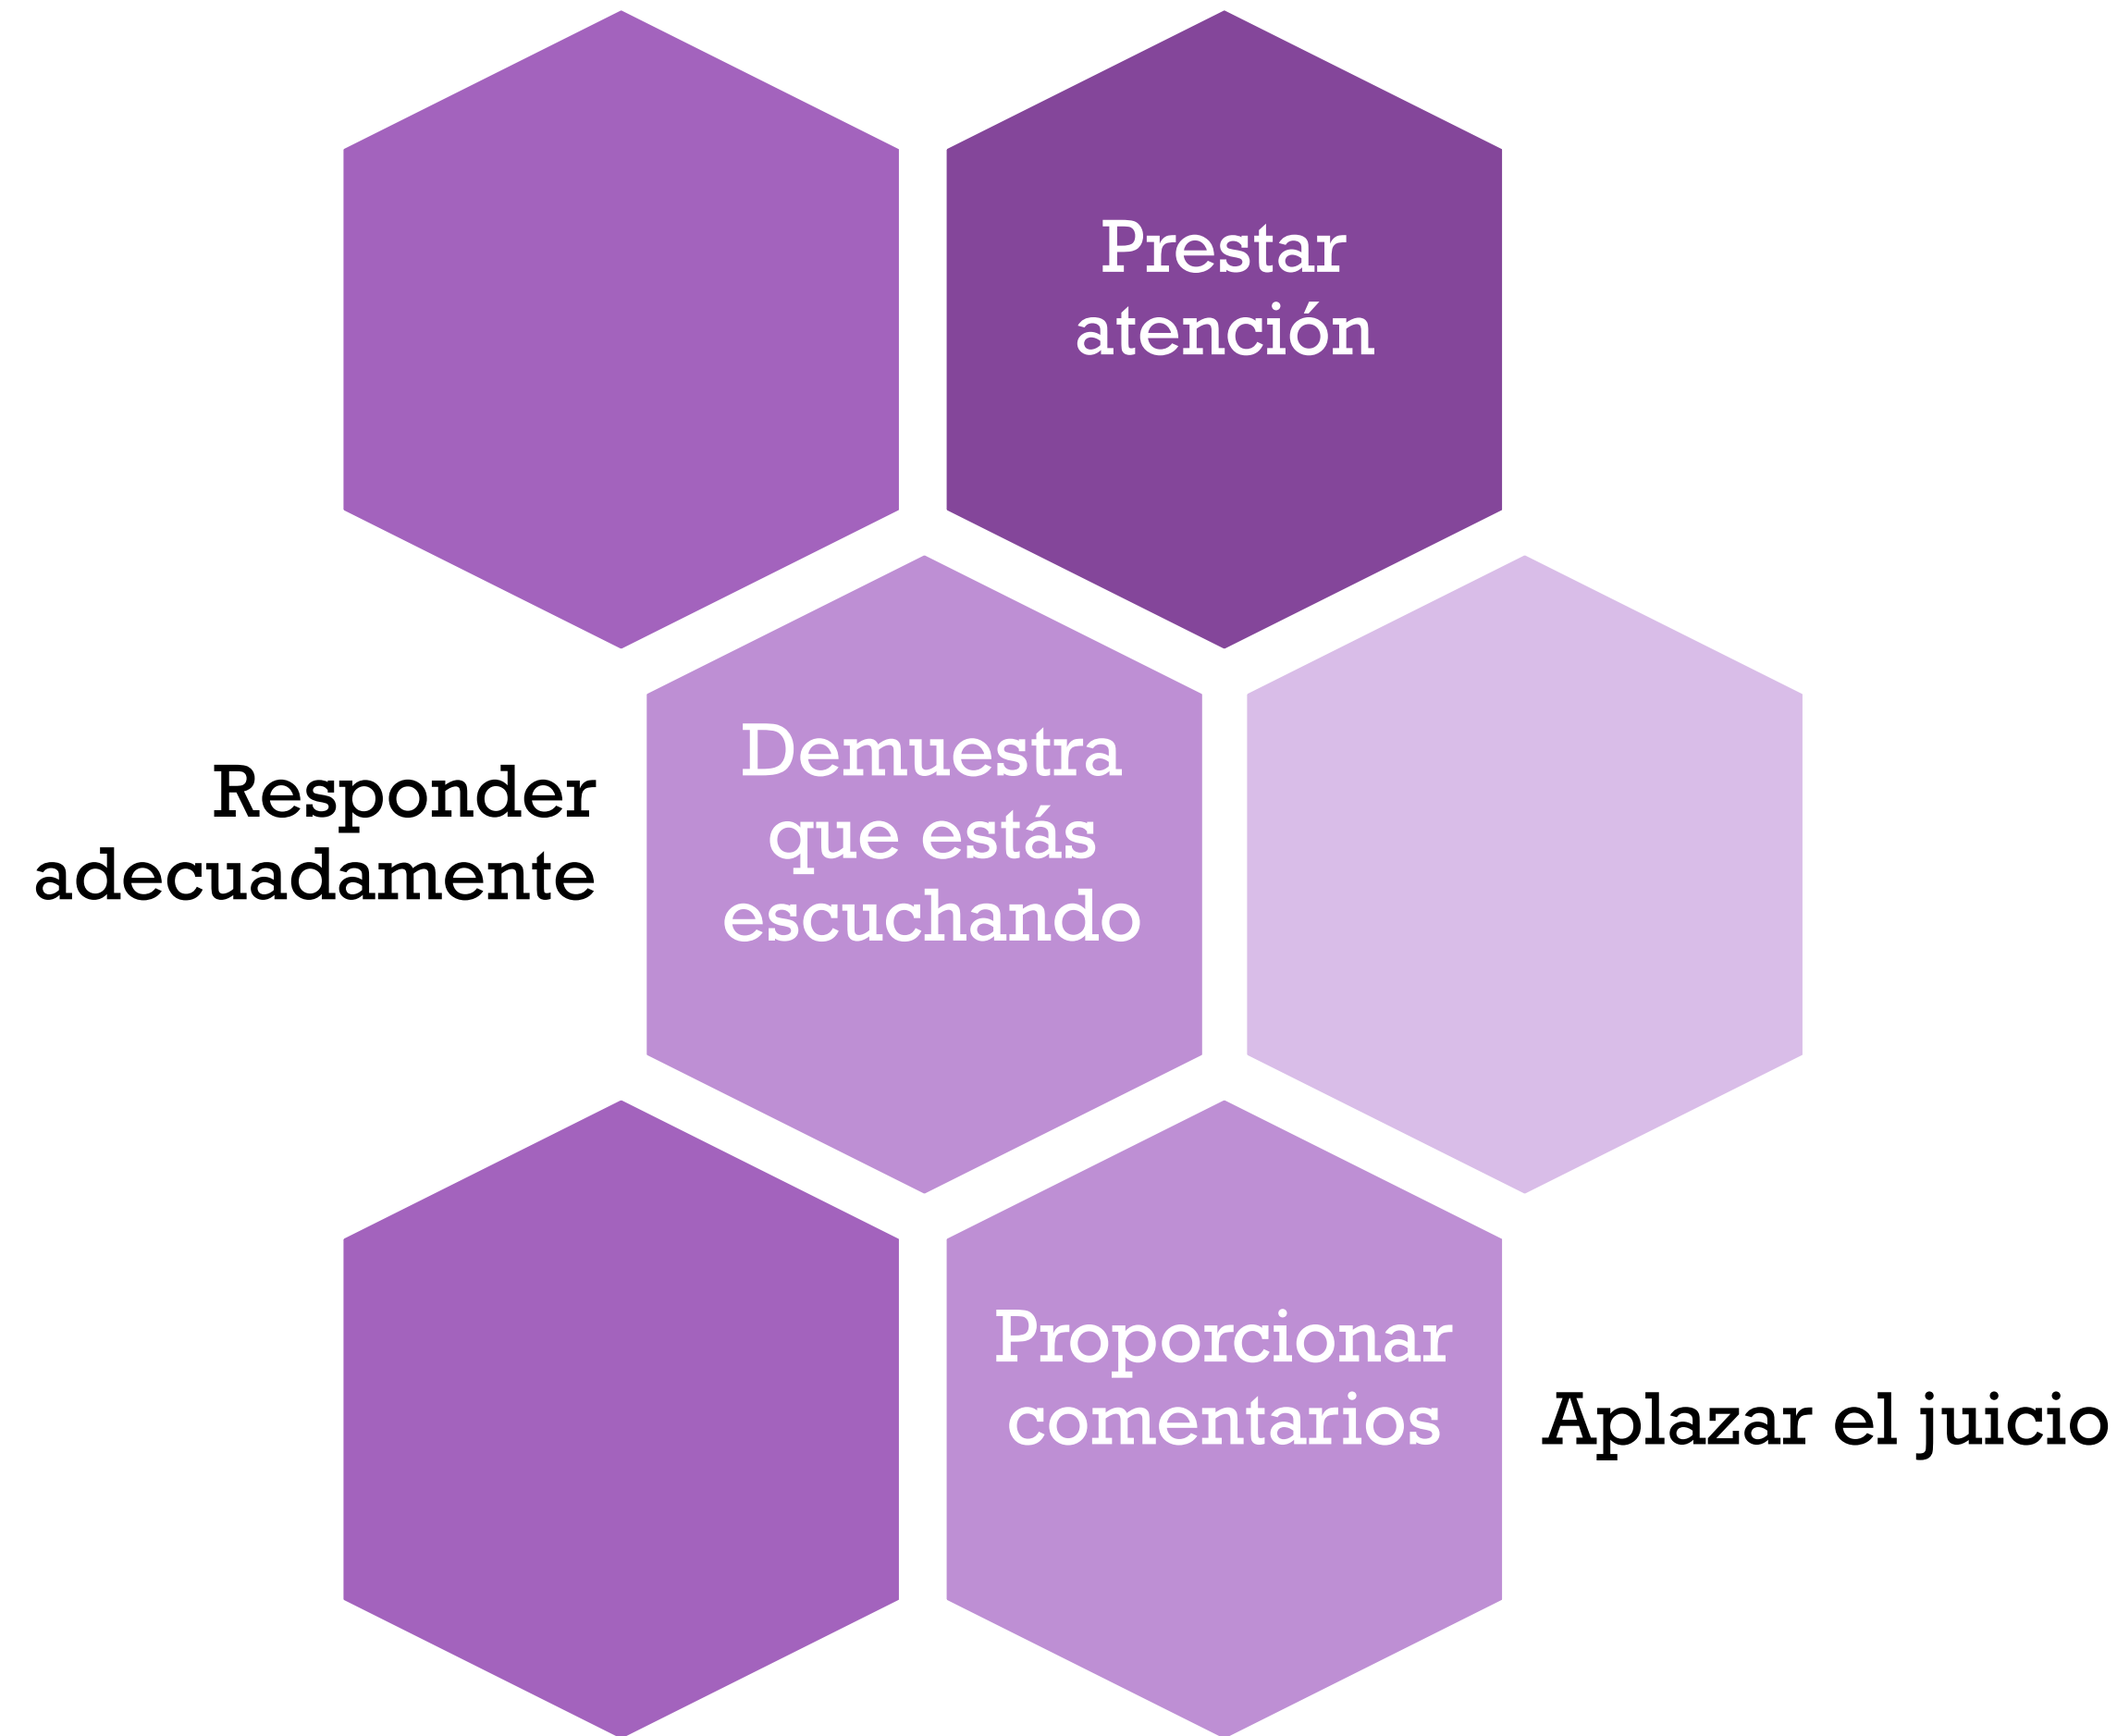 Prestar
atención
Demuestra
que estás
escuchando
Responder
adecuadamente
Proporcionar
comentarios
Aplazar el juicio